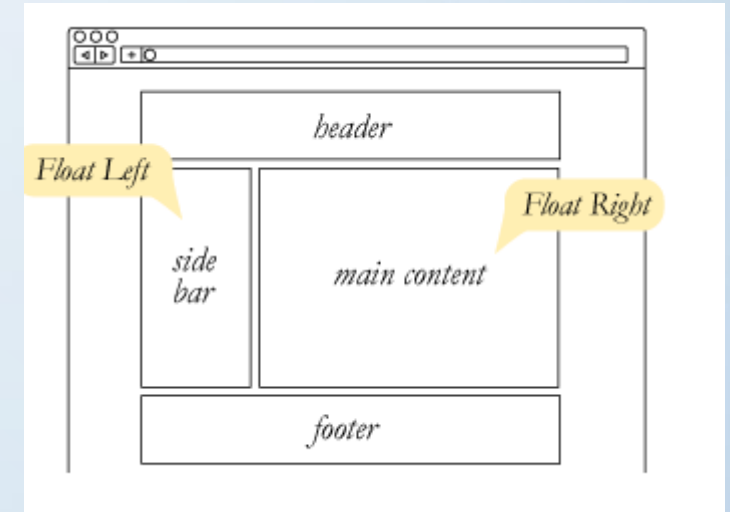 header
Float Left
Float Right
side
bar
main content
footer